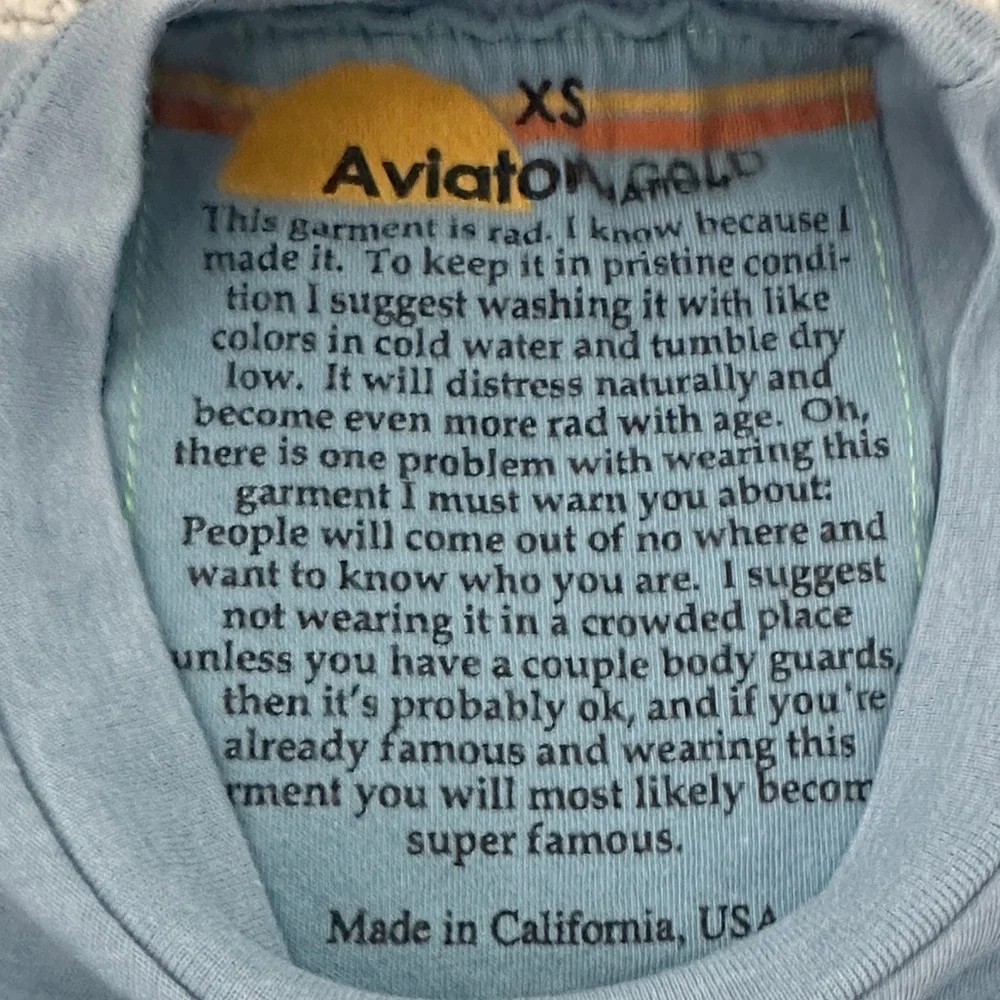 XS
Aviator
This garment is rad. I know because I
made it. To keep it in pristine condi-
tion I suggest washing it with like
colors in cold water and tumble dry
low. It will distress naturally and
become even more rad with age. Oh,
there is one problem with wearing this
garment I must warn you about:
People will come out of no where and
want to know who you are. I suggest
not wearing it in a crowded place
unless you have a couple body guards,
then it's probably ok, and if you're
already famous and wearing this
rment you will most likely becom
super famous.
Made in California, USA